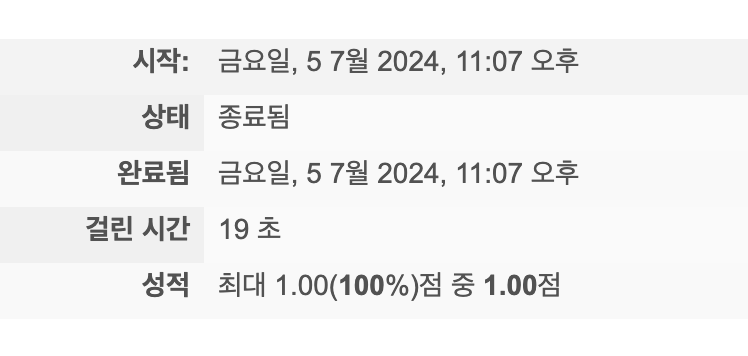 시작: 금요일, 5 7월 2024, 11:07 오후
상태 종료됨
완료됨 금요일, 5 7월 2024, 11:07 오후
걸린 시간 19 초
성적 최대 1.00(100%)점 중 1.00점